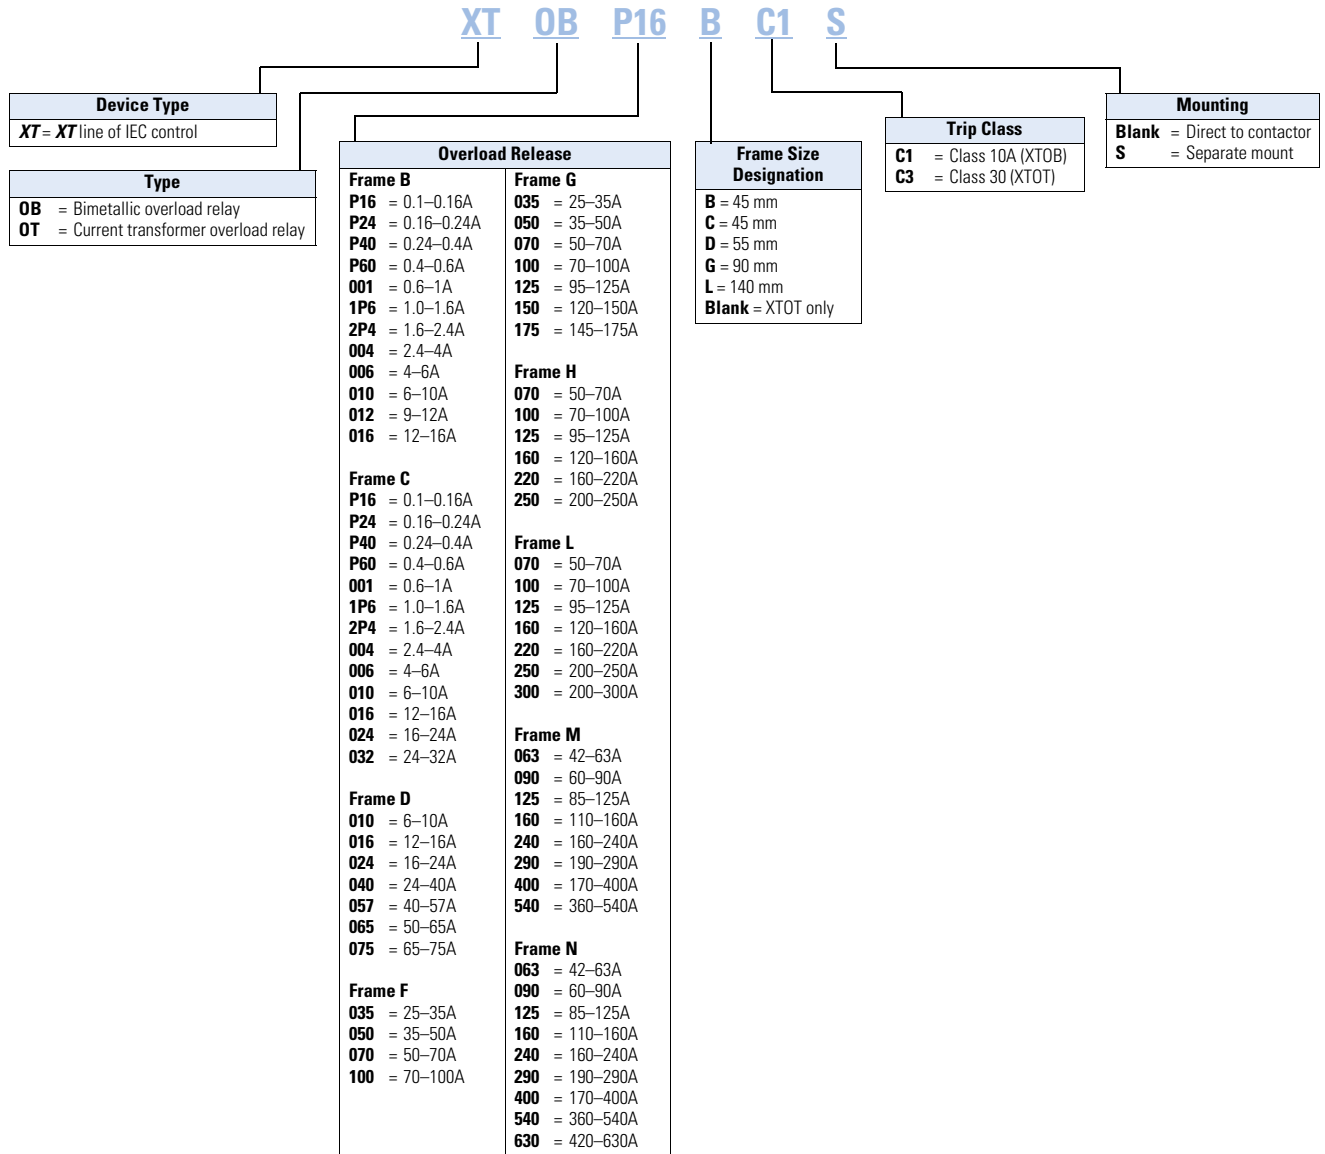 XT OB P16 B C1 S
Device Type
XT = XT line of IEC control
Type
OB = Bimetallic overload relay
OT = Current transformer overload relay
Overload Release
Frame B
P16 = 0.1–0.16A
P24 = 0.16–0.24A
P40 = 0.24–0.4A
P60 = 0.4–0.6A
001 = 0.6–1A
1P6 = 1.0–1.6A
2P4 = 1.6–2.4A
004 = 2.4–4A
006 = 4–6A
010 = 6–10A
012 = 9–12A
016 = 12–16A
Frame C
P16 = 0.1–0.16A
P24 = 0.16–0.24A
P40 = 0.24–0.4A
P60 = 0.4–0.6A
001 = 0.6–1A
1P6 = 1.0–1.6A
2P4 = 1.6–2.4A
004 = 2.4–4A
006 = 4–6A
010 = 6–10A
016 = 12–16A
024 = 16–24A
032 = 24–32A
Frame D
010 = 6–10A
016 = 12–16A
024 = 16–24A
040 = 24–40A
057 = 40–57A
065 = 50–65A
075 = 65–75A
Frame F
035 = 25–35A
050 = 35–50A
070 = 50–70A
100 = 70–100A
Frame G
035 = 25–35A
050 = 35–50A
070 = 50–70A
100 = 70–100A
125 = 95–125A
150 = 120–150A
175 = 145–175A
Frame H
070 = 50–70A
100 = 70–100A
125 = 95–125A
160 = 120–160A
220 = 160–220A
250 = 200–250A
Frame L
070 = 50–70A
100 = 70–100A
125 = 95–125A
160 = 120–160A
220 = 160–220A
250 = 200–250A
300 = 200–300A
Frame M
063 = 42–63A
090 = 60–90A
125 = 85–125A
160 = 110–160A
240 = 160–240A
290 = 190–290A
400 = 170–400A
540 = 360–540A
Frame N
063 = 42–63A
090 = 60–90A
125 = 85–125A
160 = 110–160A
240 = 160–240A
290 = 190–290A
400 = 170–400A
540 = 360–540A
630 = 420–630A
Frame Size
Designation
B = 45 mm
C = 45 mm
D = 55 mm
G = 90 mm
L = 140 mm
Blank = XTOT only
Trip Class
C1 = Class 10A (XTOB)
C3 = Class 30 (XTOT)
Mounting
Blank = Direct to contactor
S = Separate mount